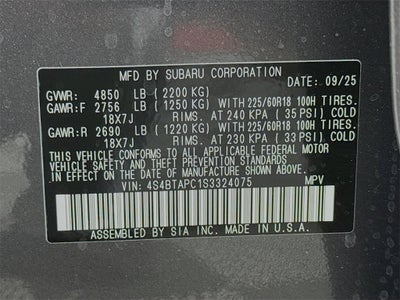 MFD BY SUBARU CORPORATION
DATE: 09/25
GVWR: 4850 LB (2200 KG)
GAWR:F 2756 LB (1250 KG) WITH 225/60R18 100H TIRES.
18X7J RIMS, AT 240 KPA (35 PSI) COLD
GAWR:R 2690 LB (1220 KG) WITH 225/60R18 100H TIRES.
18X7J RIMS, AT 230 KPA (33 PSI) COLD
THIS VEHICLE CONFORMS TO ALL APPLICABLE FEDERAL MOTOR
VEHICLE SAFETY STANDARDS IN EFFECT ON THE DATE OF
MANUFACTURE SHOWN ABOVE.
VIN: 4S4BTAPC1S3324075 MPV
ASSEMBLED BY SIA INC. MADE IN U.S.A.